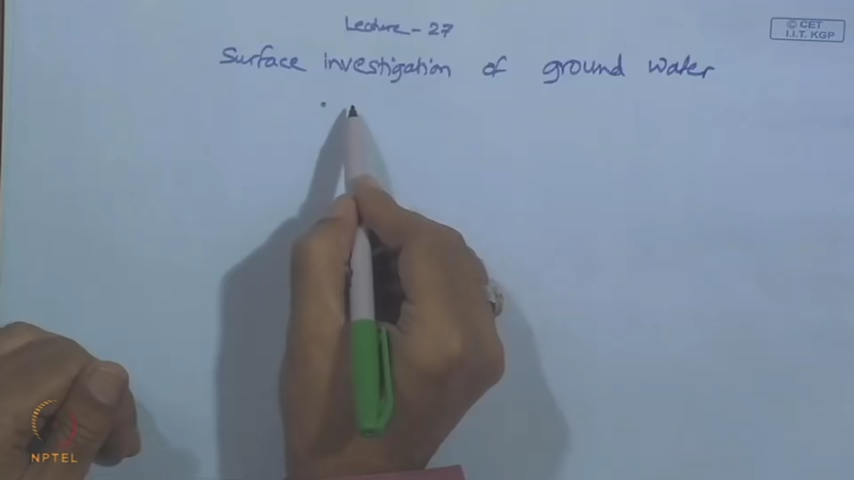 Lecture - 27
© CET
I.I.T. KGP
Surface investigation of ground water
NPTEL